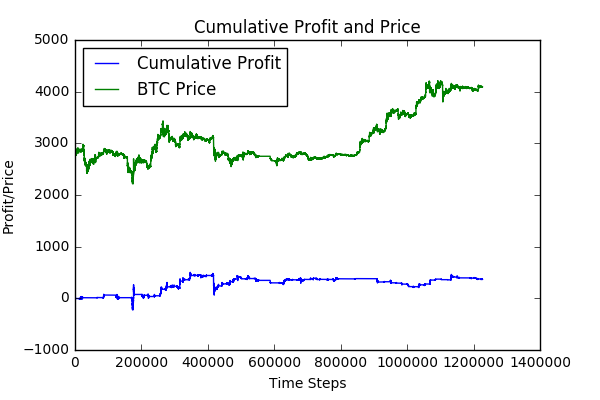 Cumulative Profit and Price
Cumulative Profit
BTC Price
Profit/Price
5000
4000
3000
2000
1000
0
−1000
0 200000 400000 600000 800000 1000000 1200000 1400000
Time Steps